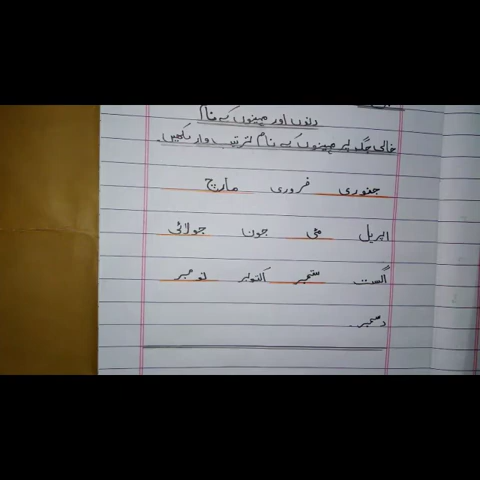 دنوں اور مہینوں کے نام
خالی جگہ پر مہینوں کے نام ترتیب وار لکھیں۔
جنوری فروری مارچ
اپریل مئی جون جولائی
اگست ستمبر اکتوبر نومبر
دسمبر۔